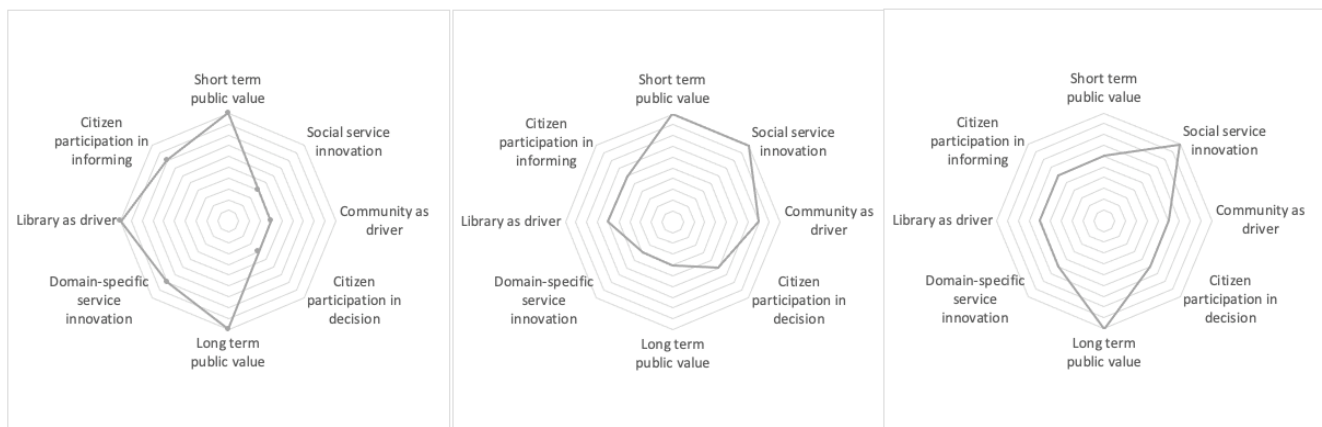 Short term
public value
Social service
innovation
Community as
driver
Citizen
participation in
decision
Long term
public value
Domain-specific
service
innovation
Library as driver
Citizen
participation in
informing
Short term
public value
Social service
innovation
Community as
driver
Citizen
participation in
decision
Long term
public value
Domain-specific
service
innovation
Library as driver
Citizen
participation in
informing
Short term
public value
Social service
innovation
Community as
driver
Citizen
participation in
decision
Long term
public value
Domain-specific
service
innovation
Library as driver
Citizen
participation in
informing